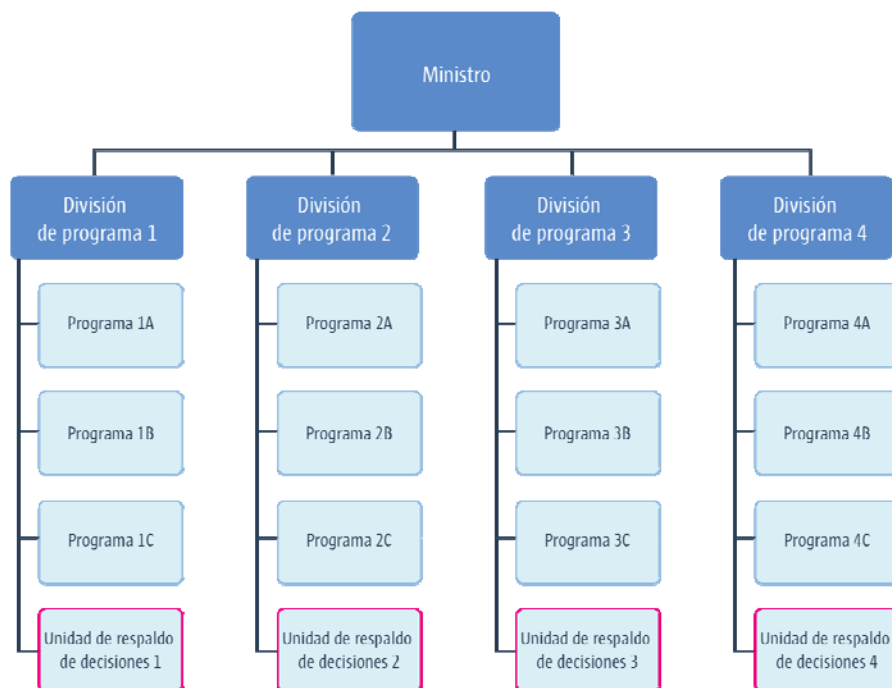 Ministro
División
de programa 1
División
de programa 2
División
de programa 3
División
de programa 4
Programa 1A
Programa 2A
Programa 3A
Programa 4A
Programa 1B
Programa 2B
Programa 3B
Programa 4B
Programa 1C
Programa 2C
Programa 3C
Programa 4C
Unidad de respaldo
de decisiones 1
Unidad de respaldo
de decisiones 2
Unidad de respaldo
de decisiones 3
Unidad de respaldo
de decisiones 4